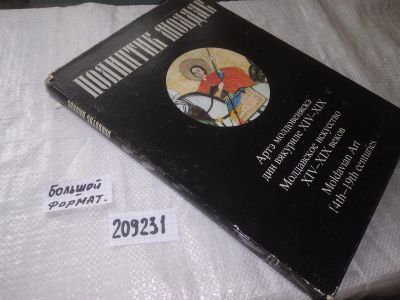 Артэ молдовеняскэ
дин вякуриле XIV–XIX
Молдавское искусство
XIV–XIX веков
Moldavian Art
14th–19th centuries
БОЛЬШОЙ
ФОРМАТ.
209231